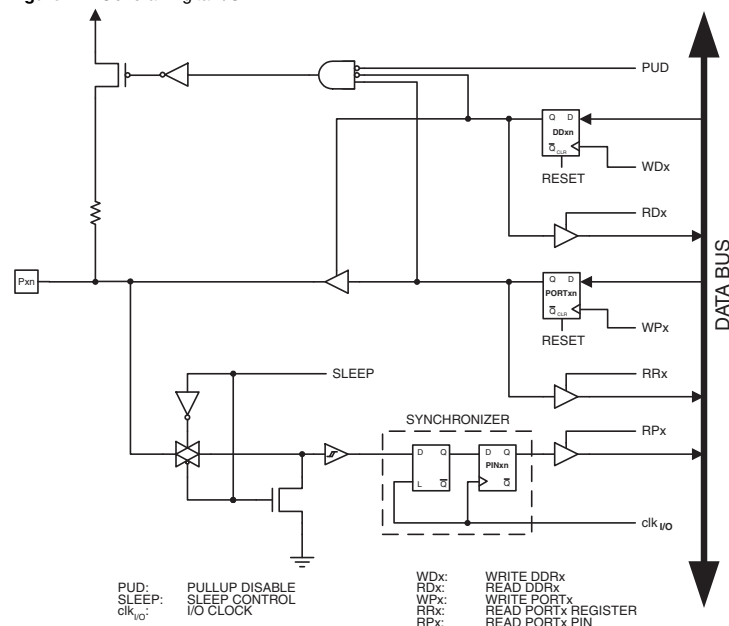 PUD
Q D
DDxn
Q CLR
WDx
RESET
RDx
Pxn
Q D
PORTxn
Q CLR
WPx
RESET
DATA BUS
SLEEP
RRx
SYNCHRONIZER
RPx
D Q
L Q
D Q
PINxn
Q
clk I/O
PUD: PULLUP DISABLE
SLEEP: SLEEP CONTROL
clkI/O: I/O CLOCK
WDx: WRITE DDRx
RDx: READ DDRx
WPx: WRITE PORTx
RRx: READ PORTx REGISTER
RPx: READ PORTx PIN